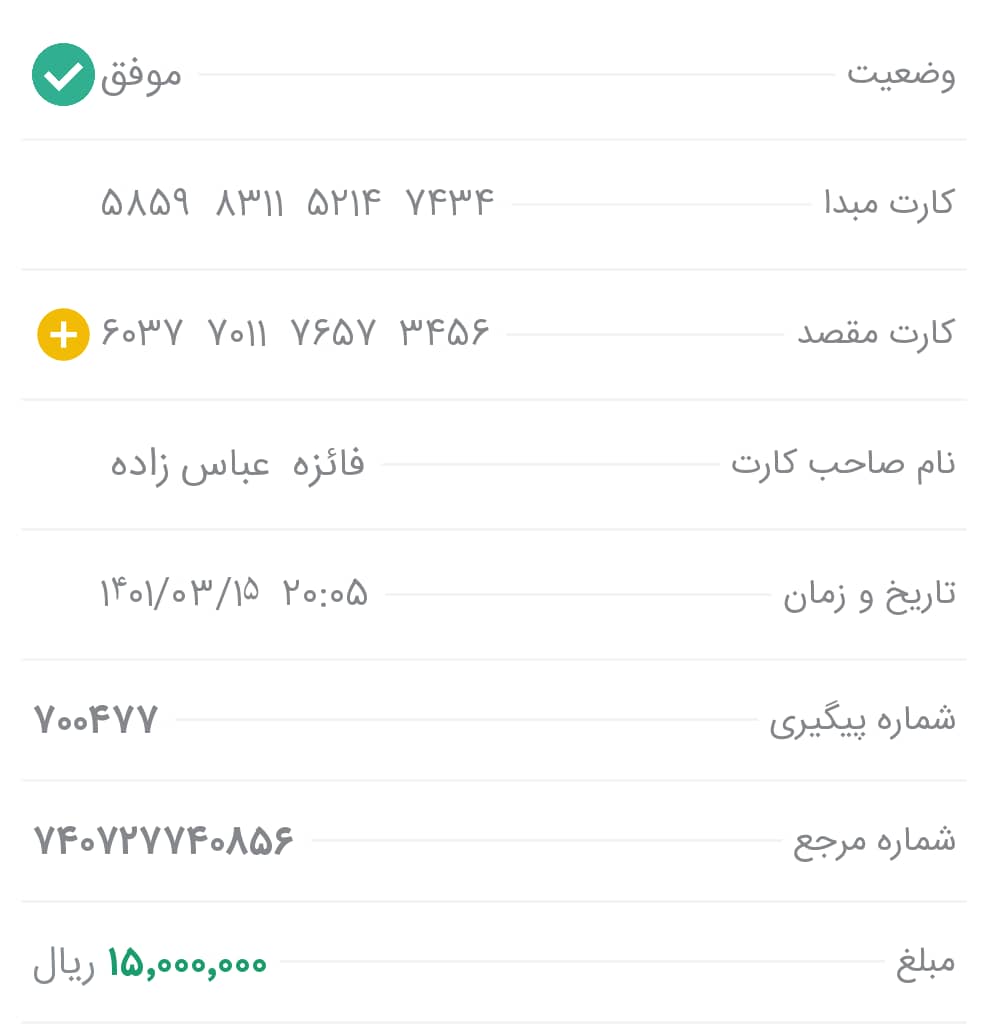 وضعیت موفق
کارت مبدا ۵۸۵۹ ۸۳۱۱ ۵۲۱۴ ۷۴۳۴
کارت مقصد ۶۰۳۷ ۷۰۱۱ ۷۶۵۷ ۳۴۵۶
نام صاحب کارت فائزه عباس زاده
تاریخ و زمان ۱۴۰۱/۰۳/۱۵ ۲۰:۰۵
شماره پیگیری ۷۰۰۴۷۷
شماره مرجع ۷۴۰۷۲۷۷۴۰۸۵۶
مبلغ ۱۵,۰۰۰,۰۰۰ ریال